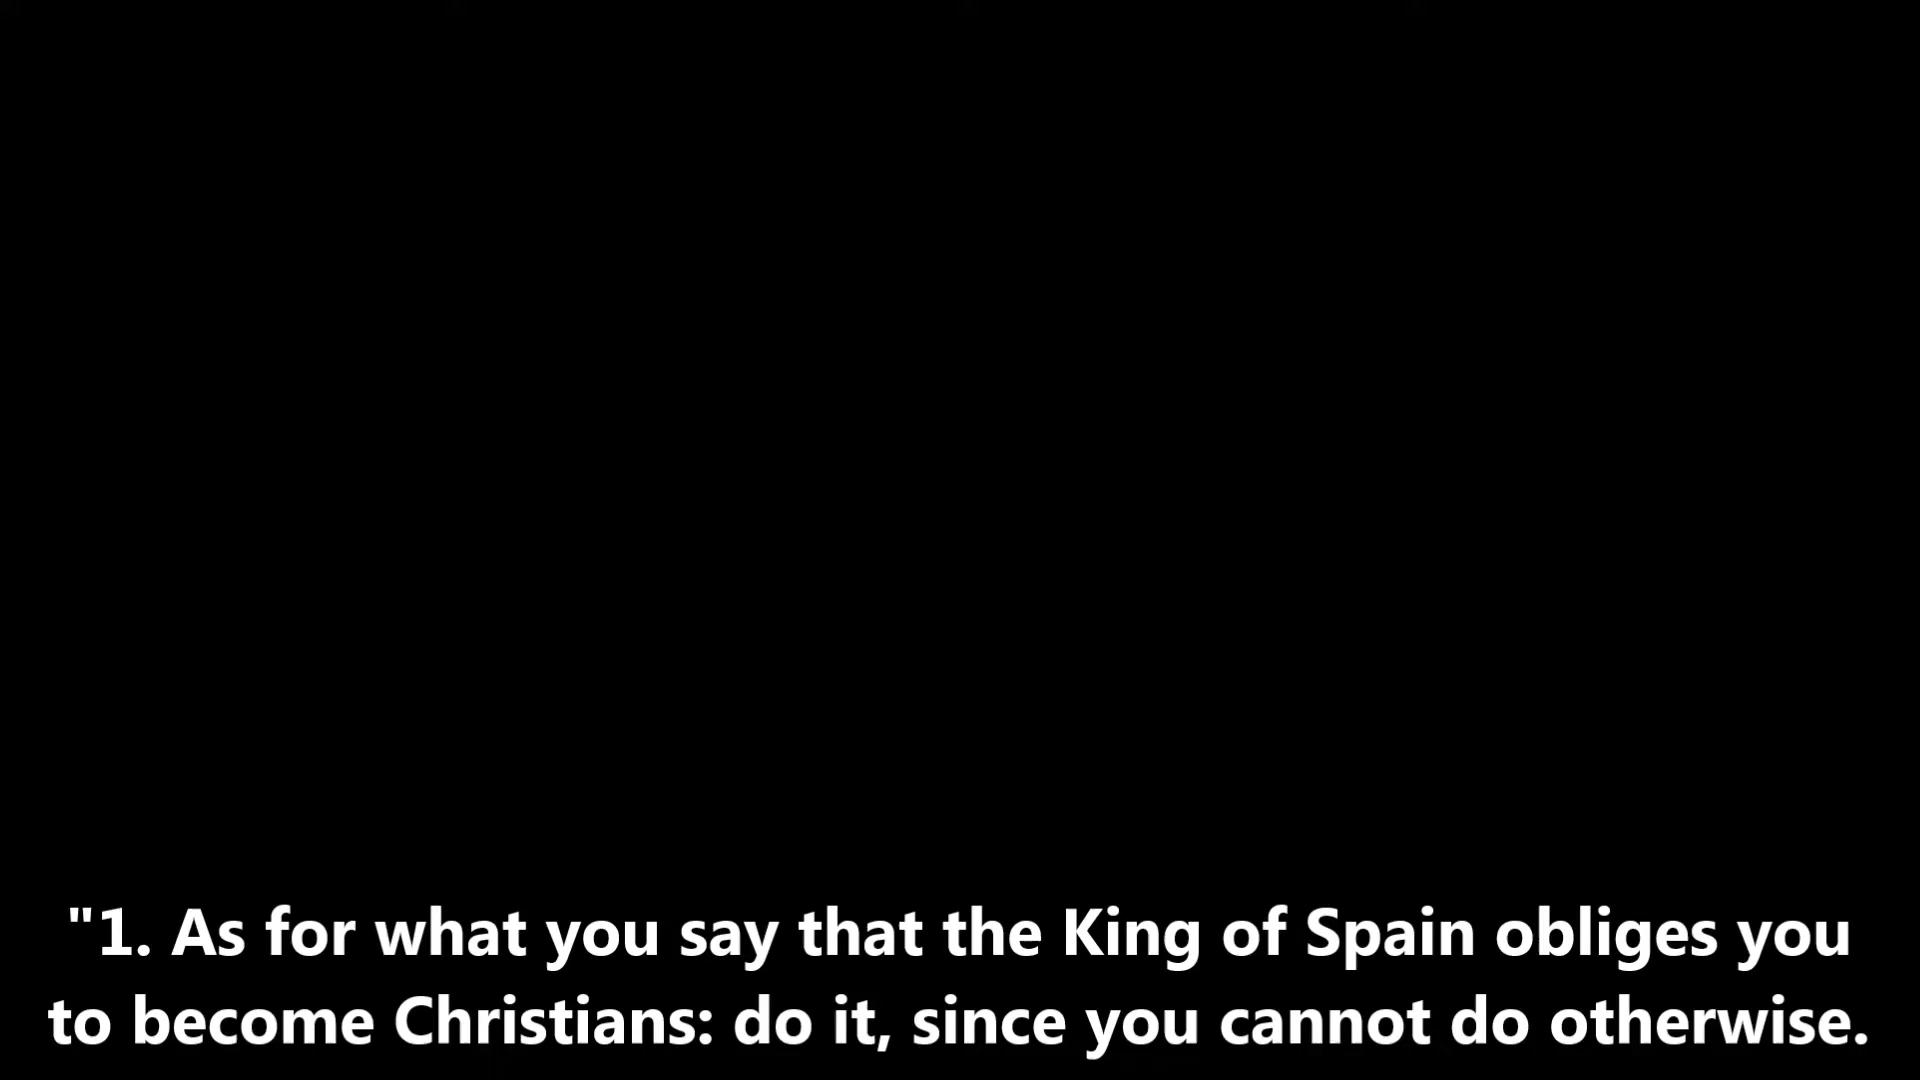 "1. As for what you say that the King of Spain obliges you
to become Christians: do it, since you cannot do otherwise.